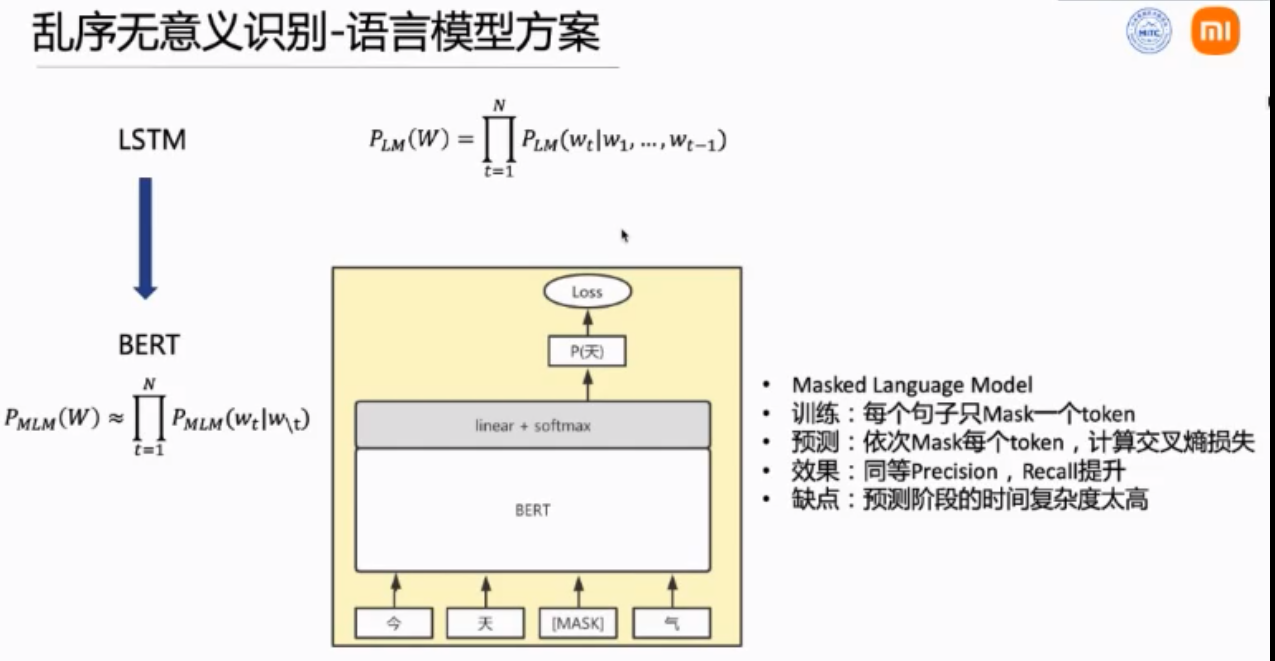 乱序无意义识别-语言模型方案
MITC
mi
LSTM
P_{LM}(W) = \prod_{t=1}^{N} P_{LM}(w_t|w_1, ..., w_{t-1})
BERT
P_{MLM}(W) ≈ \prod_{t=1}^{N} P_{MLM}(w_t|w_{\backslash t})
Loss
P(天)
linear + softmax
BERT
今 天 [MASK] 气
• Masked Language Model
• 训练：每个句子只Mask一个token
• 预测：依次Mask每个token，计算交叉熵损失
• 效果：同等Precision，Recall提升
• 缺点：预测阶段的时间复杂度太高